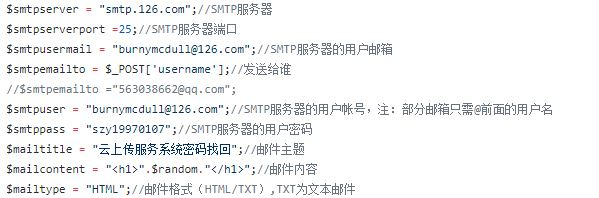 $smtpserver = "smtp.126.com";//SMTP服务器
$smtpserverport =25;//SMTP服务器端口
$smtpusermail = "burnymcdull@126.com";//SMTP服务器的用户邮箱
$smtpemailto = $_POST['username'];//发送给谁
//$smtpemailto ="563038662@qq.com";
$smtpuser = "burnymcdull@126.com";//SMTP服务器的用户帐号，注：部分邮箱只需@前面的用户名
$smtppass = "szy19970107";//SMTP服务器的用户密码
$mailtitle = "云上传服务系统密码找回";//邮件主题
$mailcontent = "<h1>".$random."</h1>";//邮件内容
$mailtype = "HTML";//邮件格式（HTML/TXT）,TXT为文本邮件